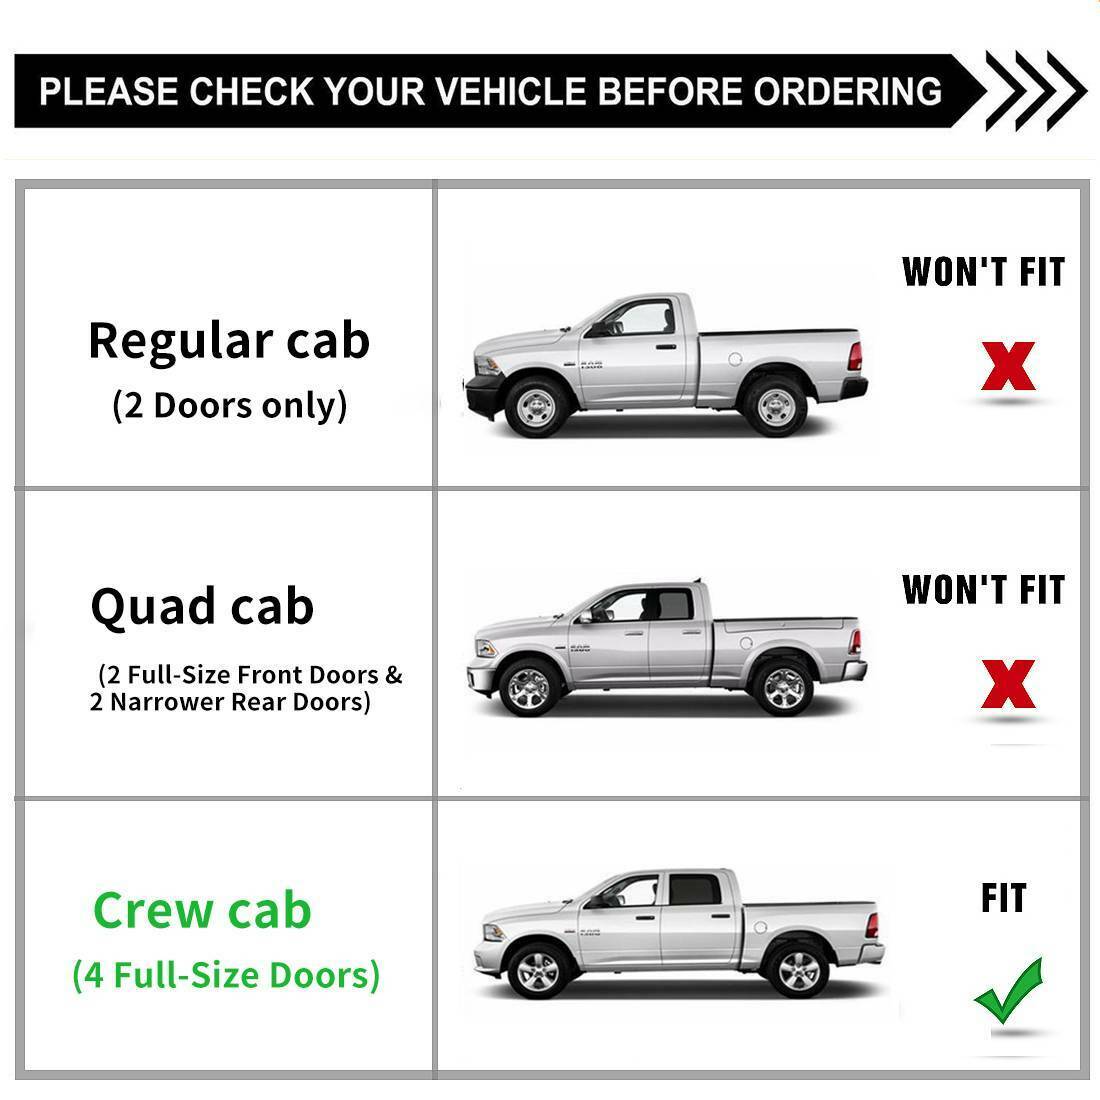 PLEASE CHECK YOUR VEHICLE BEFORE ORDERING
WON'T FIT
Regular cab
(2 Doors only)
WON'T FIT
Quad cab
(2 Full-Size Front Doors &
2 Narrower Rear Doors)
FIT
Crew cab
(4 Full-Size Doors)